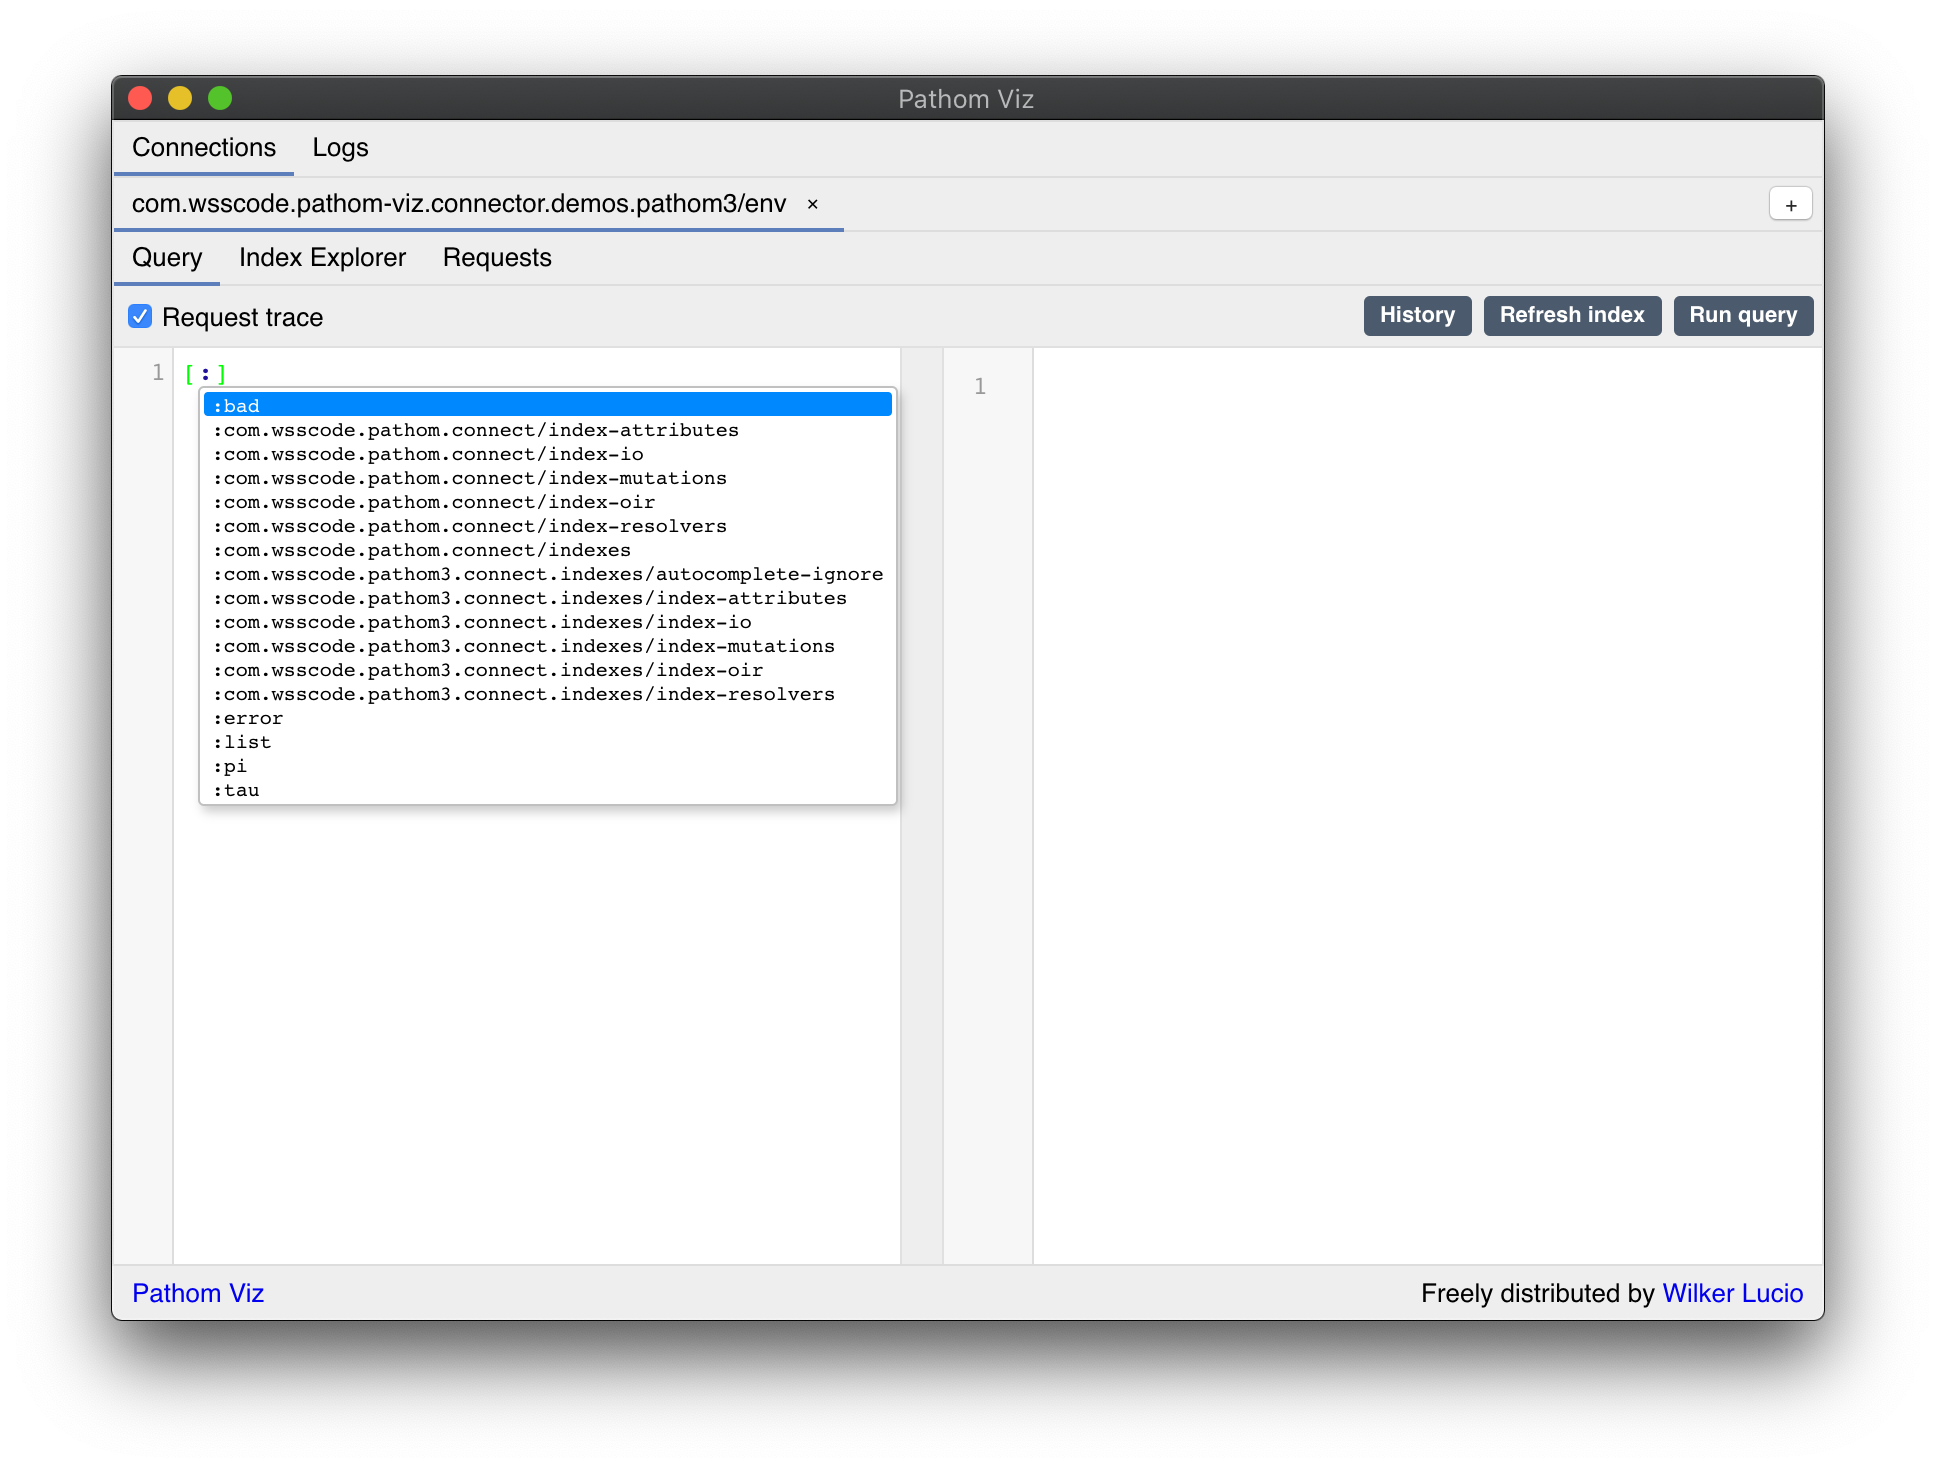 Pathom Viz
Connections Logs
com.wsscode.pathom-viz.connector.demos.pathom3/env ×
+
Query Index Explorer Requests
Request trace
History Refresh index Run query
1 [:]
1
:bad
:com.wsscode.pathom.connect/index-attributes
:com.wsscode.pathom.connect/index-io
:com.wsscode.pathom.connect/index-mutations
:com.wsscode.pathom.connect/index-oir
:com.wsscode.pathom.connect/index-resolvers
:com.wsscode.pathom.connect/indexes
:com.wsscode.pathom3.connect.indexes/autocomplete-ignore
:com.wsscode.pathom3.connect.indexes/index-attributes
:com.wsscode.pathom3.connect.indexes/index-io
:com.wsscode.pathom3.connect.indexes/index-mutations
:com.wsscode.pathom3.connect.indexes/index-oir
:com.wsscode.pathom3.connect.indexes/index-resolvers
:error
:list
:pi
:tau
Pathom Viz
Freely distributed by Wilker Lucio